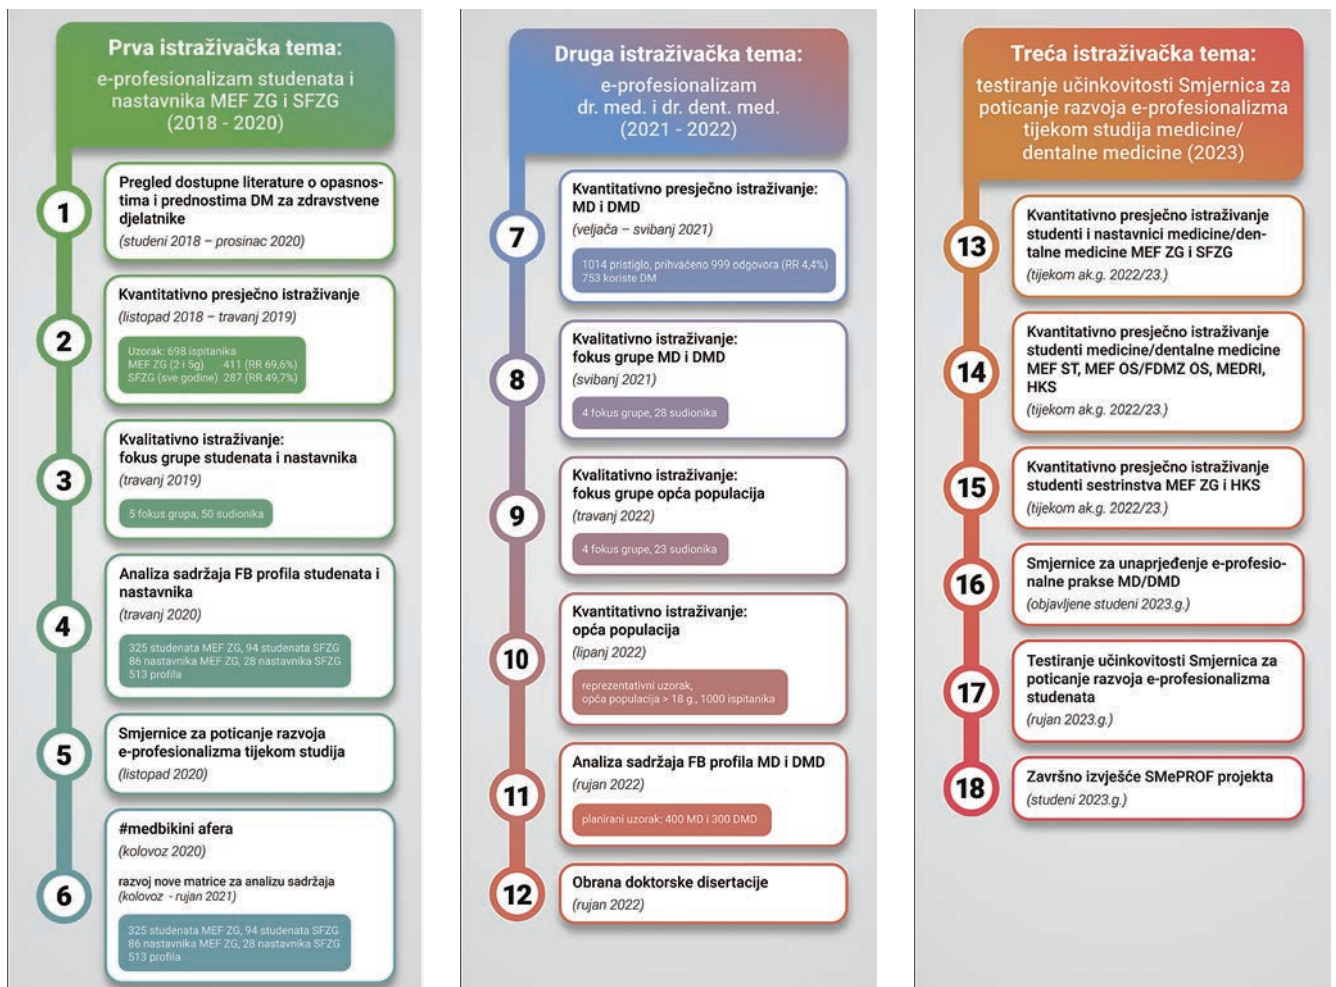 Prva istraživačka tema:
e-profesionalizam studenata i
nastavnika MEF ZG i SFZG
(2018 - 2020)
1
Pregled dostupne literature o opasnos-
tima i prednostima DM za zdravstvene
djelatnike
(studeni 2018 – prosinac 2020)
2
Kvantitativno presječno istraživanje
(listopad 2018 – travanj 2019)
Uzorak: 698 ispitanika
MEF ZG (2 i 5g) 411 (RR 69,6%)
SFZG (sve godine) 287 (RR 49,7%)
3
Kvalitativno istraživanje:
fokus grupe studenata i nastavnika
(travanj 2019)
5 fokus grupa, 50 sudionika
4
Analiza sadržaja FB profila studenata i
nastavnika
(travanj 2020)
325 studenata MEF ZG, 94 studenata SFZG
86 nastavnika MEF ZG, 28 nastavnika SFZG
513 profila
5
Smjernice za poticanje razvoja
e-profesionalizma tijekom studija
(listopad 2020)
6
#medbikini afera
(kolovoz 2020)
razvoj nove matrice za analizu sadržaja
(kolovoz - rujan 2021)
325 studenata MEF ZG, 94 studenata SFZG
86 nastavnika MEF ZG, 28 nastavnika SFZG
513 profila
Druga istraživačka tema:
e-profesionalizam
dr. med. i dr. dent. med.
(2021 - 2022)
7
Kvantitativno presječno istraživanje:
MD i DMD
(veljača – svibanj 2021)
1014 pristiglo, prihvaćeno 999 odgovora (RR 4,4%)
753 koriste DM
8
Kvalitativno istraživanje:
fokus grupe MD i DMD
(svibanj 2021)
4 fokus grupe, 28 sudionika
9
Kvalitativno istraživanje:
fokus grupe opća populacija
(travanj 2022)
4 fokus grupe, 23 sudionika
10
Kvantitativno istraživanje:
opća populacija
(lipanj 2022)
reprezentativni uzorak,
opća populacija > 18 g., 1000 ispitanika
11
Analiza sadržaja FB profila MD i DMD
(rujan 2022)
planirani uzorak: 400 MD i 300 DMD
12
Obrana doktorske disertacije
(rujan 2022)
Treća istraživačka tema:
testiranje učinkovitosti Smjernica za
poticanje razvoja e-profesionalizma
tijekom studija medicine/
dentalne medicine (2023)
13
Kvantitativno presječno istraživanje
studenti i nastavnici medicine/den-
talne medicine MEF ZG i SFZG
(tijekom ak.g. 2022/23.)
14
Kvantitativno presječno istraživanje
studenti medicine/dentalne medicine
MEF ST, MEF OS/FDMZ OS, MEDRI,
HKS
(tijekom ak.g. 2022/23.)
15
Kvantitativno presječno istraživanje
studenti sestrinstva MEF ZG i HKS
(tijekom ak.g. 2022/23.)
16
Smjernice za unaprjeđenje e-profesio-
nalne prakse MD/DMD
(objavljene studeni 2023.g.)
17
Testiranje učinkovitosti Smjernica za
poticanje razvoja e-profesionalizma
studenata
(rujan 2023.g.)
18
Završno izvješće SMePROF projekta
(studeni 2023.g.)